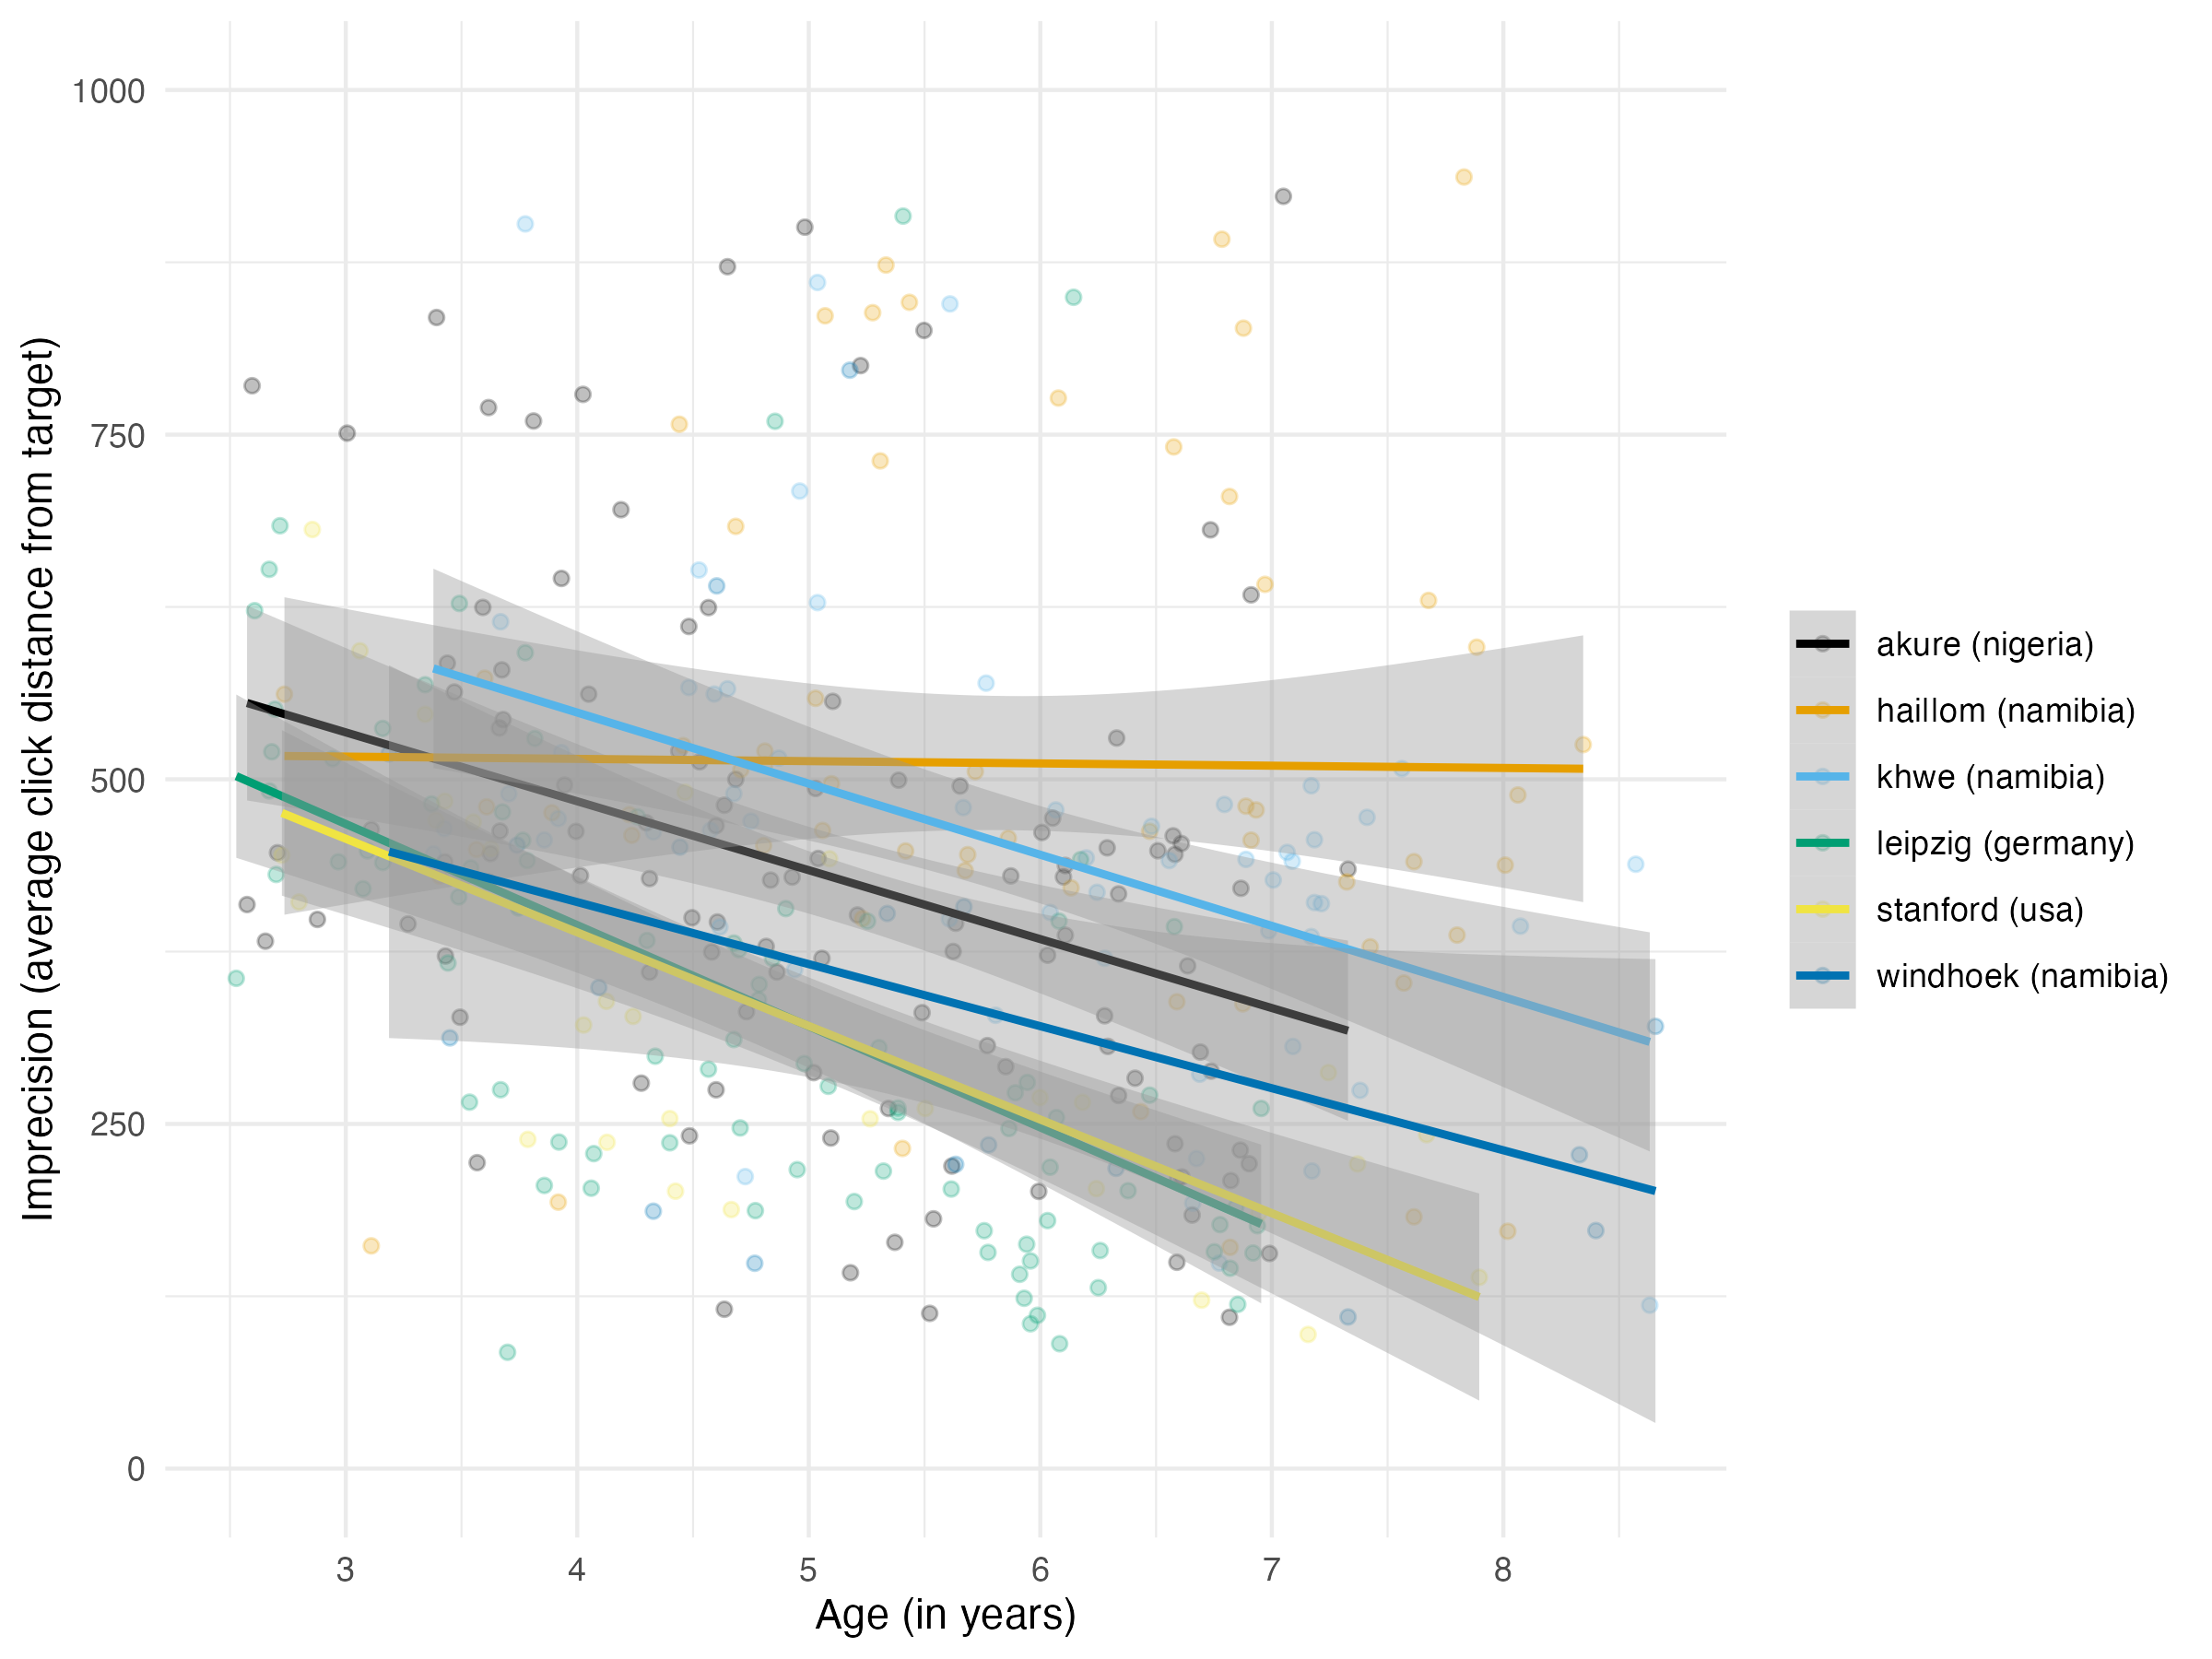 Imprecision (average click distance from target)
1000
750
500
250
0
3 4 5 6 7 8
Age (in years)
akure (nigeria)
haillom (namibia)
khwe (namibia)
leipzig (germany)
stanford (usa)
windhoek (namibia)